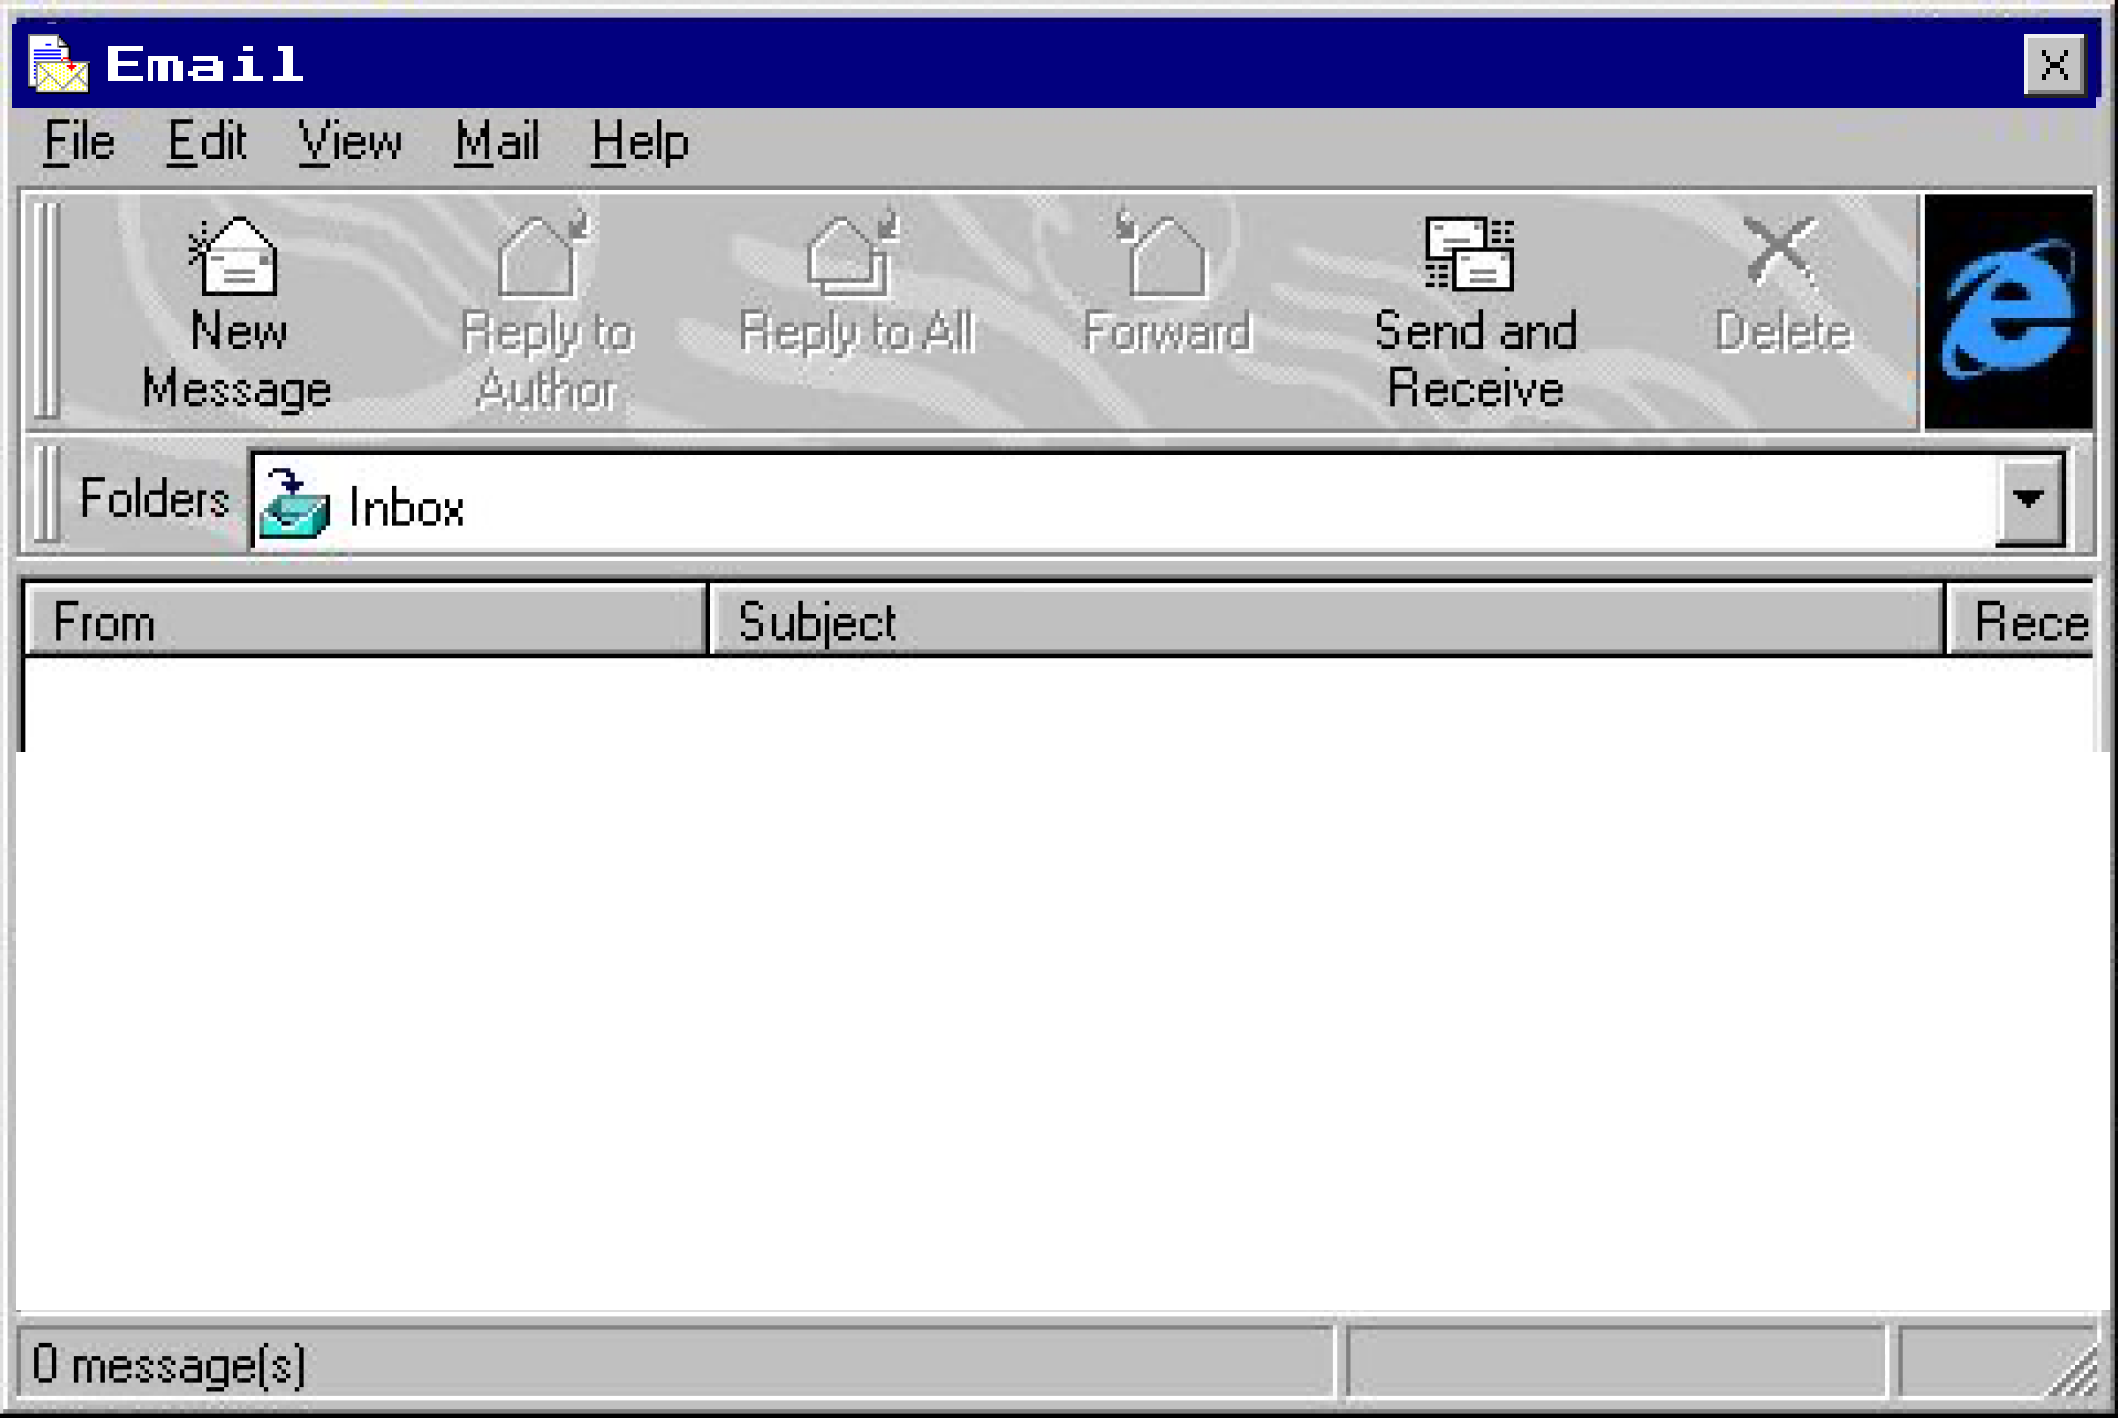 Email
File Edit View Mail Help
New Message
Reply to Author
Reply to All
Forward
Send and Receive
Delete
Folders Inbox
From Subject Rece
0 message(s)